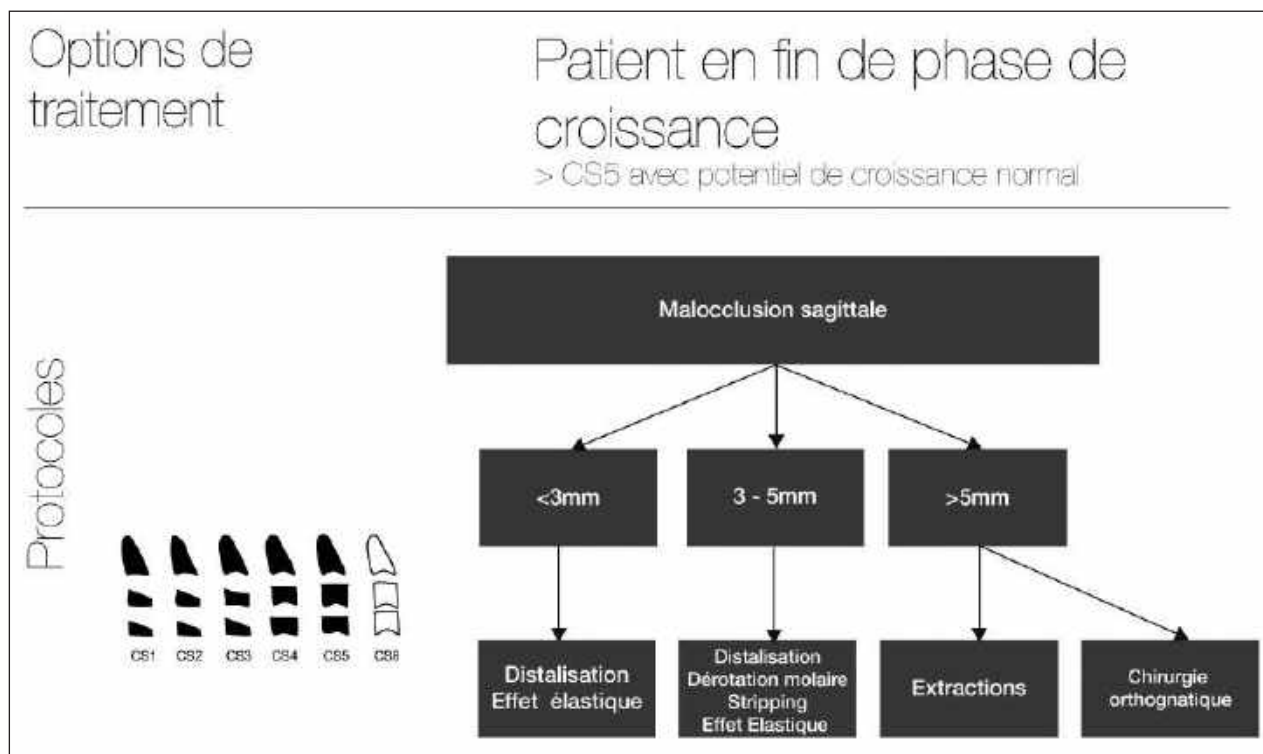 Options de
traitement
Patient en fin de phase de
croissance
> CS5 avec potentiel de croissance normal
Protocoles
Malocclusion sagittale
<3mm
3 - 5mm
>5mm
CS1 CS2 CS3 CS4 CS5 CS6
Distalisation
Effet élastique
Distalisation
Dérotation molaire
Stripping
Effet Elastique
Extractions
Chirurgie
orthognatique